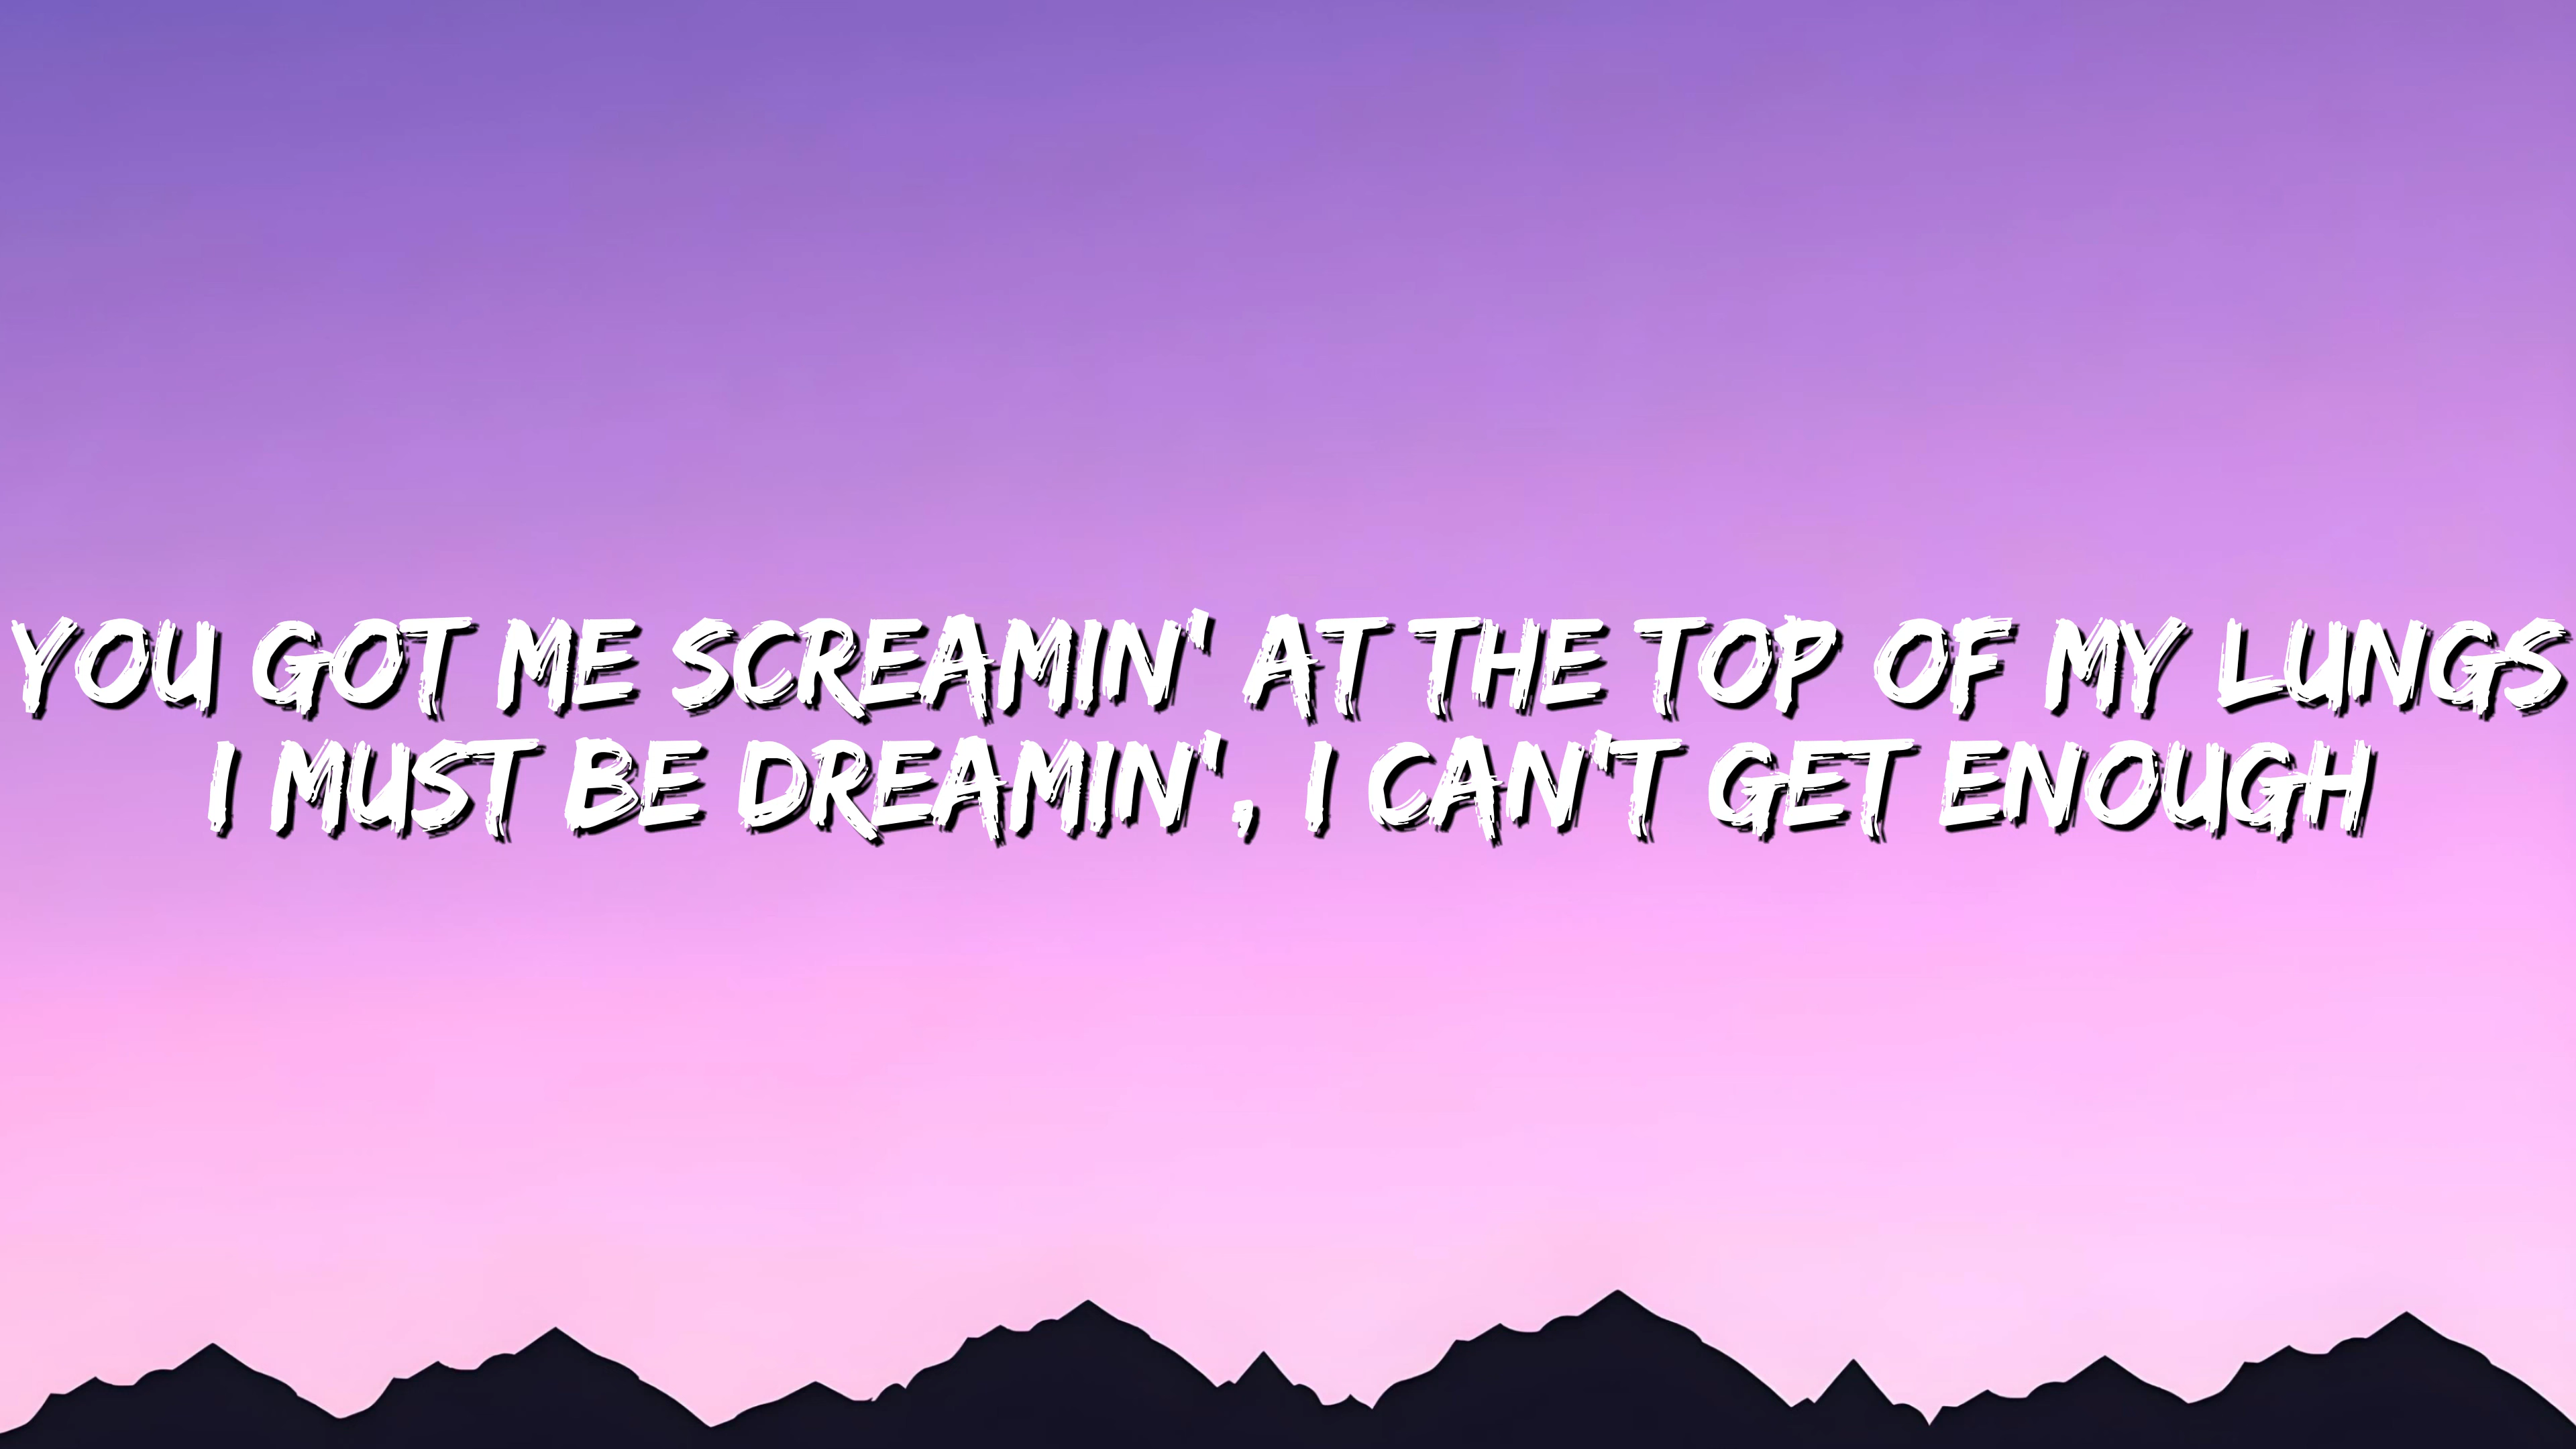 YOU GOT ME SCREAMIN' AT THE TOP OF MY LUNGS
I MUST BE DREAMIN', I CAN'T GET ENOUGH